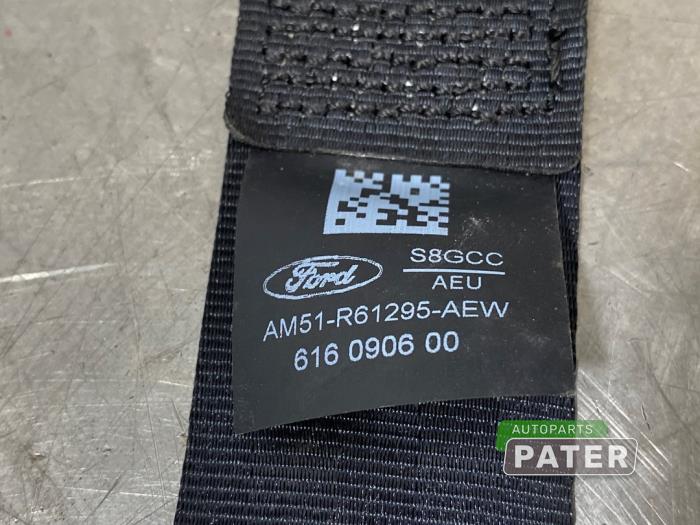 Ford
S8GCC
AEU
AM51-R61295-AEW
616 0906 00
AUTOPARTS
PATER